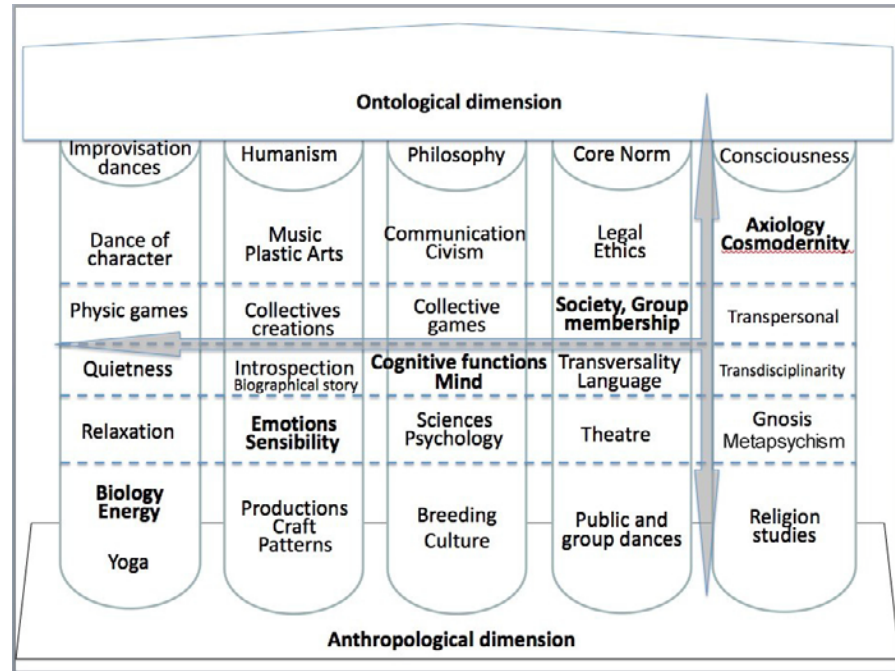 Ontological dimension
Improvisation
dances
Humanism
Philosophy
Core Norm
Consciousness
Dance of
character
Music
Plastic Arts
Communication
Civism
Legal
Ethics
Axiology
Cosmodernity
Physic games
Collectives
creations
Collective
games
Society, Group
membership
Transpersonal
Quietness
Introspection
Biographical story
Cognitive functions
Mind
Transversality
Language
Transdisciplinarity
Relaxation
Emotions
Sensibility
Sciences
Psychology
Theatre
Gnosis
Metapsychism
Biology
Energy
Yoga
Productions
Craft
Patterns
Breeding
Culture
Public and
group dances
Religion
studies
Anthropological dimension